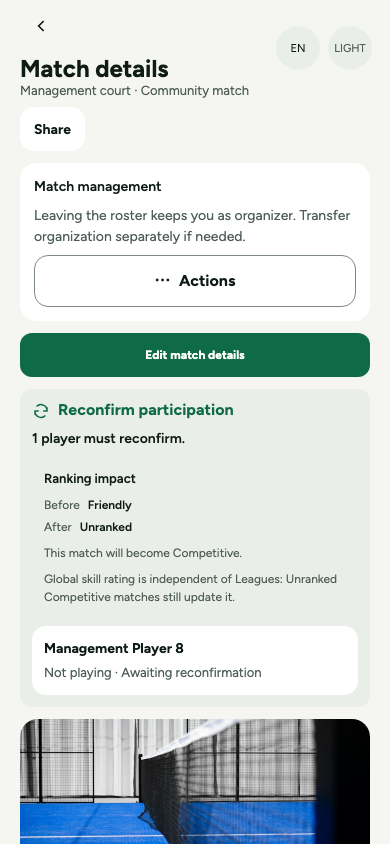 EN
LIGHT
Match details
Management court · Community match
Share
Match management
Leaving the roster keeps you as organizer. Transfer
organization separately if needed.
··· Actions
Edit match details
Reconfirm participation
1 player must reconfirm.
Ranking impact
Before Friendly
After Unranked
This match will become Competitive.
Global skill rating is independent of Leagues: Unranked
Competitive matches still update it.
Management Player 8
Not playing · Awaiting reconfirmation